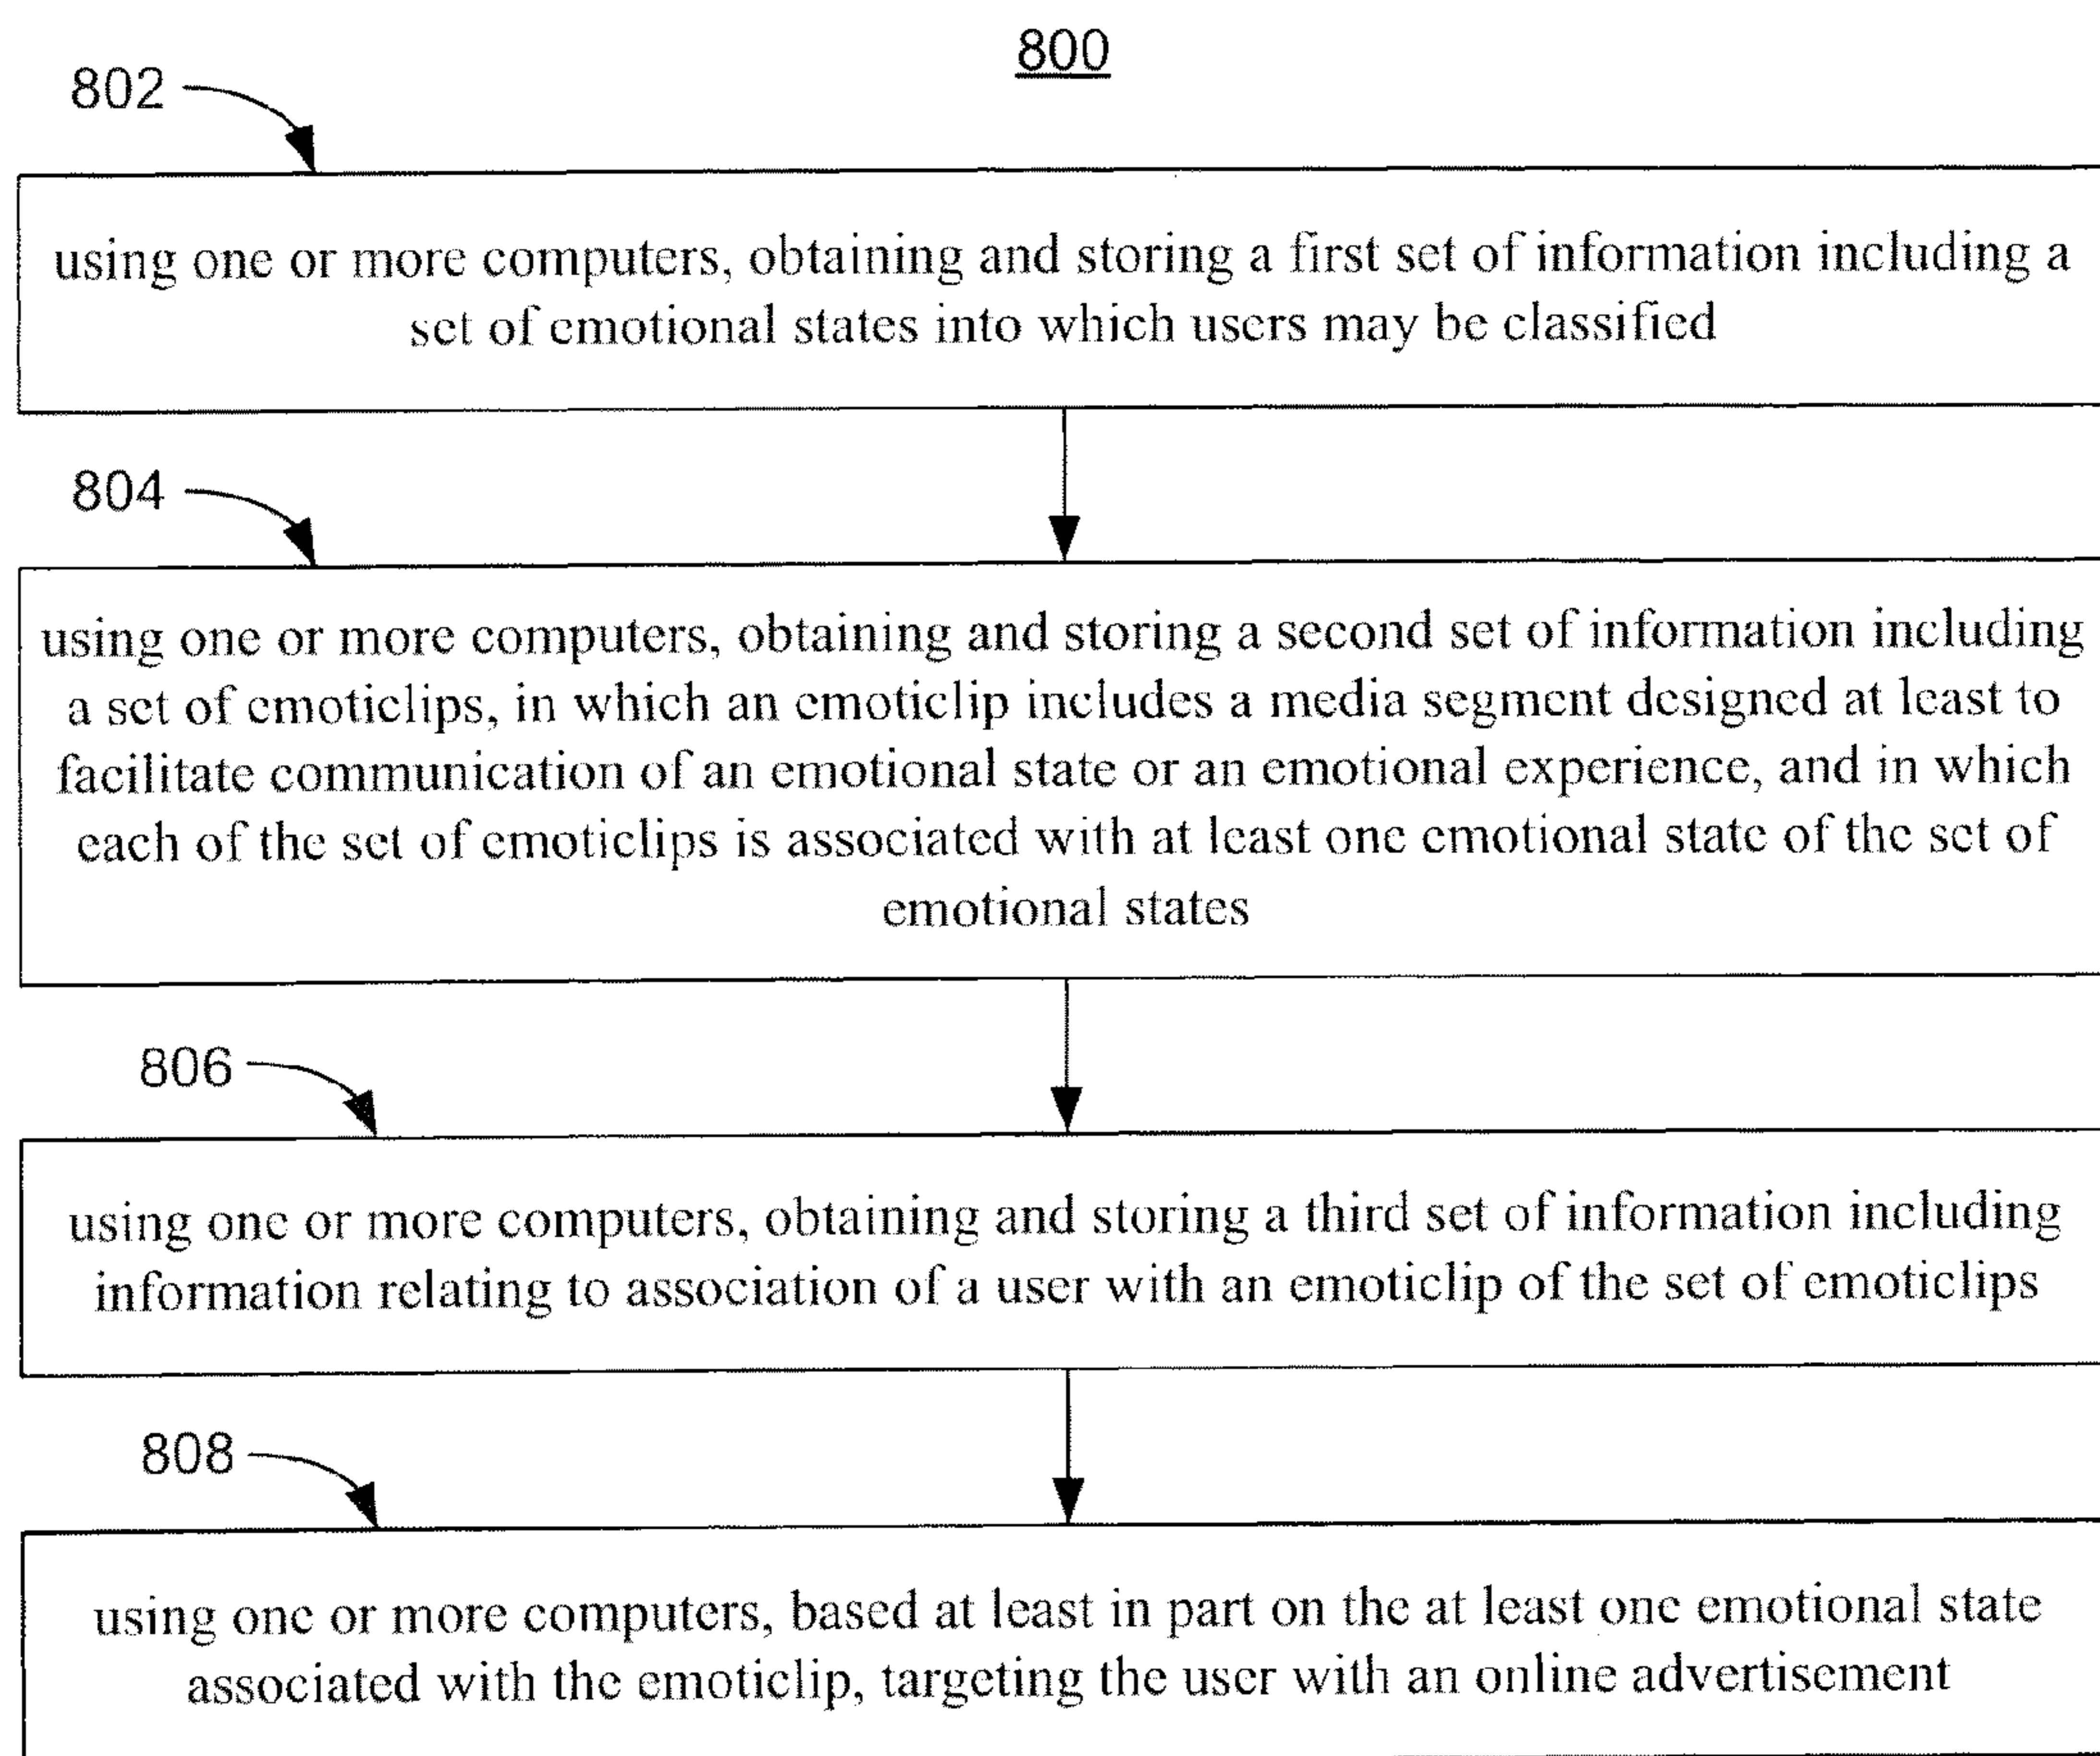 800
802
using one or more computers, obtaining and storing a first set of information including a
set of emotional states into which users may be classified
804
using one or more computers, obtaining and storing a second set of information including
a set of emoticlips, in which an emoticlip includes a media segment designed at least to
facilitate communication of an emotional state or an emotional experience, and in which
each of the set of emoticlips is associated with at least one emotional state of the set of
emotional states
806
using one or more computers, obtaining and storing a third set of information including
information relating to association of a user with an emoticlip of the set of emoticlips
808
using one or more computers, based at least in part on the at least one emotional state
associated with the emoticlip, targeting the user with an online advertisement